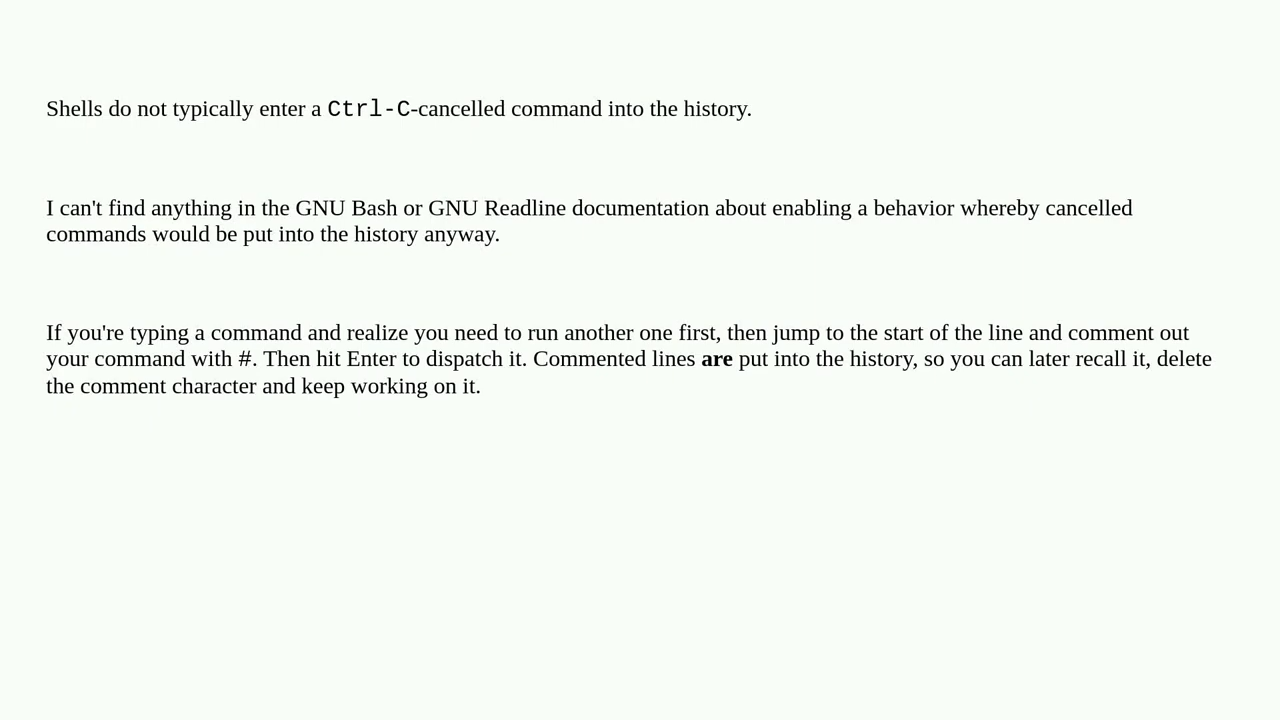 Shells do not typically enter a Ctrl-C-cancelled command into the history.
I can't find anything in the GNU Bash or GNU Readline documentation about enabling a behavior whereby cancelled
commands would be put into the history anyway.
If you're typing a command and realize you need to run another one first, then jump to the start of the line and comment out
your command with #. Then hit Enter to dispatch it. Commented lines are put into the history, so you can later recall it, delete
the comment character and keep working on it.